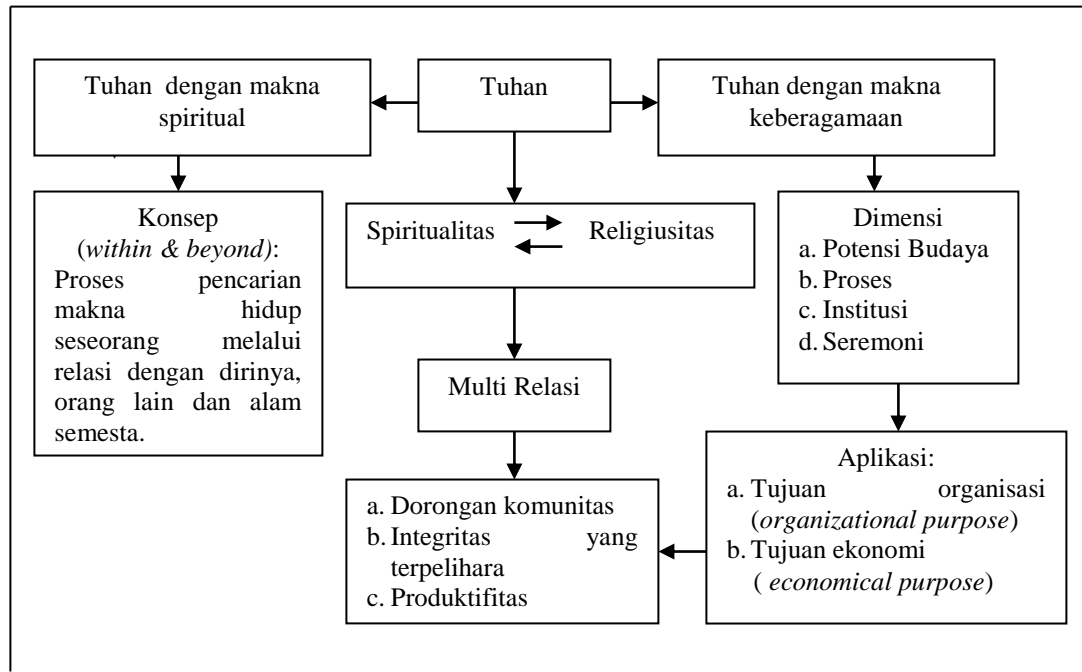 Tuhan dengan makna
spiritual
Tuhan
Tuhan dengan makna
keberagamaan
Konsep
(within & beyond):
Proses pencarian
makna hidup
seseorang melalui
relasi dengan dirinya,
orang lain dan alam
semesta.
Spiritualitas Religiusitas
Dimensi
a. Potensi Budaya
b. Proses
c. Institusi
d. Seremoni
Multi Relasi
a. Dorongan komunitas
b. Integritas yang
terpelihara
c. Produktifitas
Aplikasi:
a. Tujuan organisasi
(organizational purpose)
b. Tujuan ekonomi
( economical purpose)